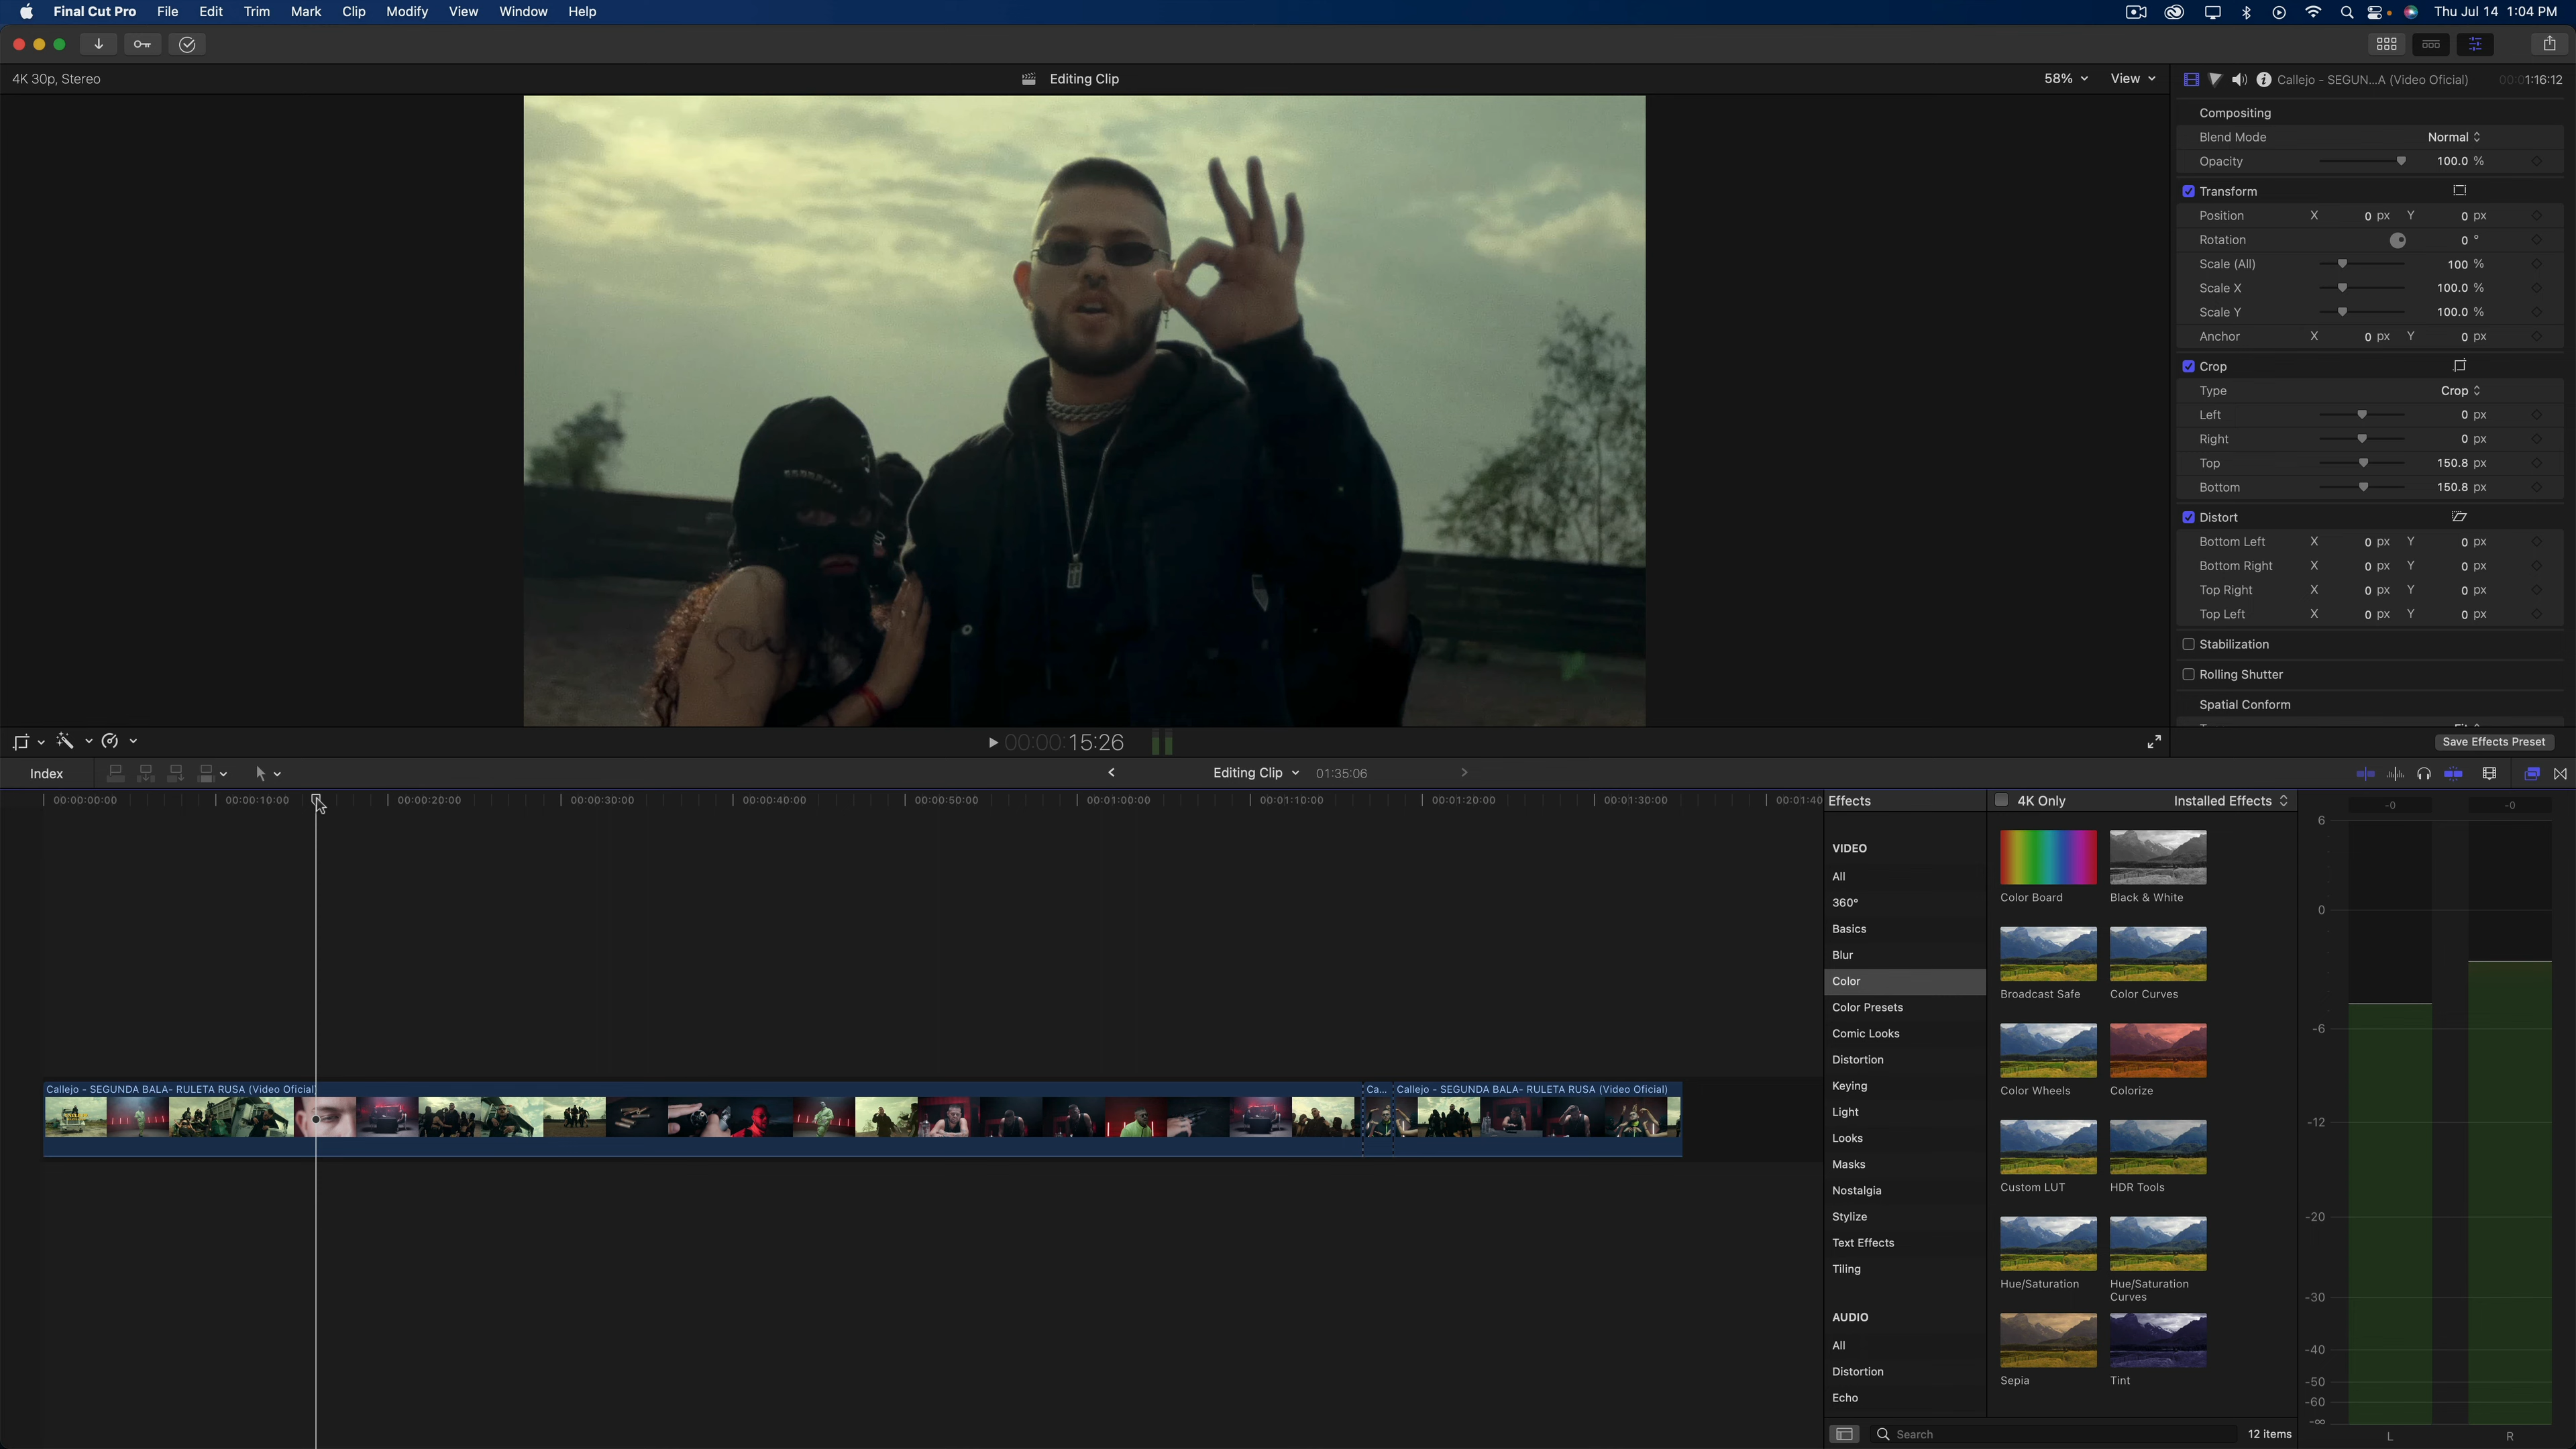 Final Cut Pro File Edit Trim Mark Clip Modify View Window Help Thu Jul 14 1:04 PM
4K 30p, Stereo Editing Clip 58% View Callejo - SEGUN...A (Video Oficial) 00:01:16:12
Compositing
Blend Mode Normal
Opacity 100.0 %
Transform
Position X 0 px Y 0 px
Rotation 0 °
Scale (All) 100 %
Scale X 100.0 %
Scale Y 100.0 %
Anchor X 0 px Y 0 px
Crop
Type Crop
Left 0 px
Right 0 px
Top 150.8 px
Bottom 150.8 px
Distort
Bottom Left X 0 px Y 0 px
Bottom Right X 0 px Y 0 px
Top Right X 0 px Y 0 px
Top Left X 0 px Y 0 px
Stabilization
Rolling Shutter
Spatial Conform
00:00:15:26 Save Effects Preset
Index Editing Clip 01:35:06
00:00:00:00 00:00:10:00 00:00:20:00 00:00:30:00 00:00:40:00 00:00:50:00 00:01:00:00 00:01:10:00 00:01:20:00 00:01:30:00 00:01:40
Callejo - SEGUNDA BALA- RULETA RUSA (Video Oficial) Ca... Callejo - SEGUNDA BALA- RULETA RUSA (Video Oficial)
Effects 4K Only Installed Effects
VIDEO
All
360°
Basics
Blur
Color
Color Presets
Comic Looks
Distortion
Keying
Light
Looks
Masks
Nostalgia
Stylize
Text Effects
Tiling
AUDIO
All
Distortion
Echo
Color Board Black & White
Broadcast Safe Color Curves
Color Wheels Colorize
Custom LUT HDR Tools
Hue/Saturation Hue/Saturation Curves
Sepia Tint
Search 12 items
-0 -0
6
0
-6
-12
-20
-30
-40
-50
-60
-∞
L R